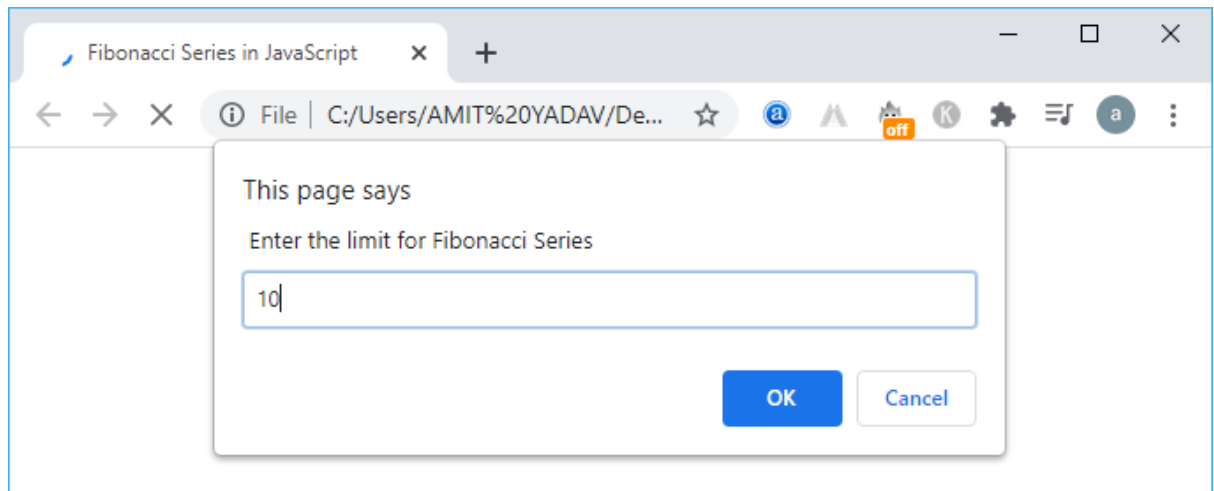 Fibonacci Series in JavaScript
File | C:/Users/AMIT%20YADAV/De...
a
off
K
a
This page says
Enter the limit for Fibonacci Series
10
OK
Cancel